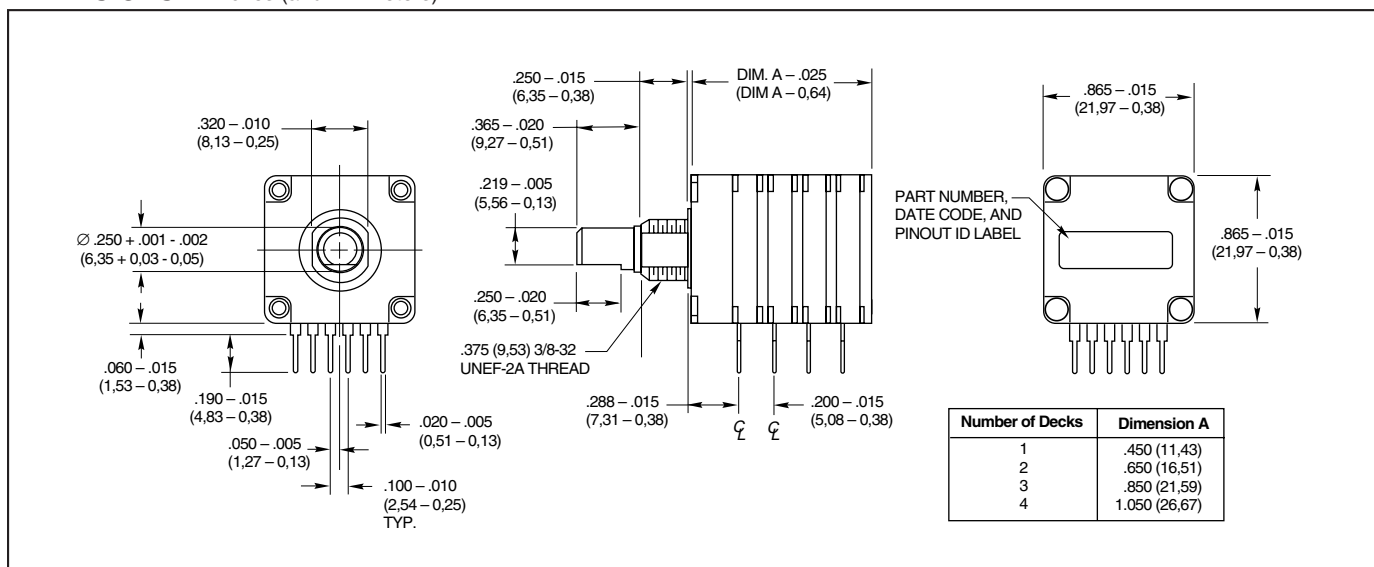 .320 – .010
(8,13 – 0,25)
Ø .250 + .001 - .002
(6,35 + 0,03 - 0,05)
.060 – .015
(1,53 – 0,38)
.190 – .015
(4,83 – 0,38)
.050 – .005
(1,27 – 0,13)
.100 – .010
(2,54 – 0,25)
TYP.
.020 – .005
(0,51 – 0,13)
.250 – .015
(6,35 – 0,38)
.365 – .020
(9,27 – 0,51)
.219 – .005
(5,56 – 0,13)
.250 – .020
(6,35 – 0,51)
.375 (9,53) 3/8-32
UNEF-2A THREAD
DIM. A – .025
(DIM A – 0,64)
.288 – .015
(7,31 – 0,38)
.200 – .015
(5,08 – 0,38)
.865 – .015
(21,97 – 0,38)
PART NUMBER,
DATE CODE, AND
PINOUT ID LABEL
.865 – .015
(21,97 – 0,38)
Number of Decks Dimension A
1 .450 (11,43)
2 .650 (16,51)
3 .850 (21,59)
4 1.050 (26,67)